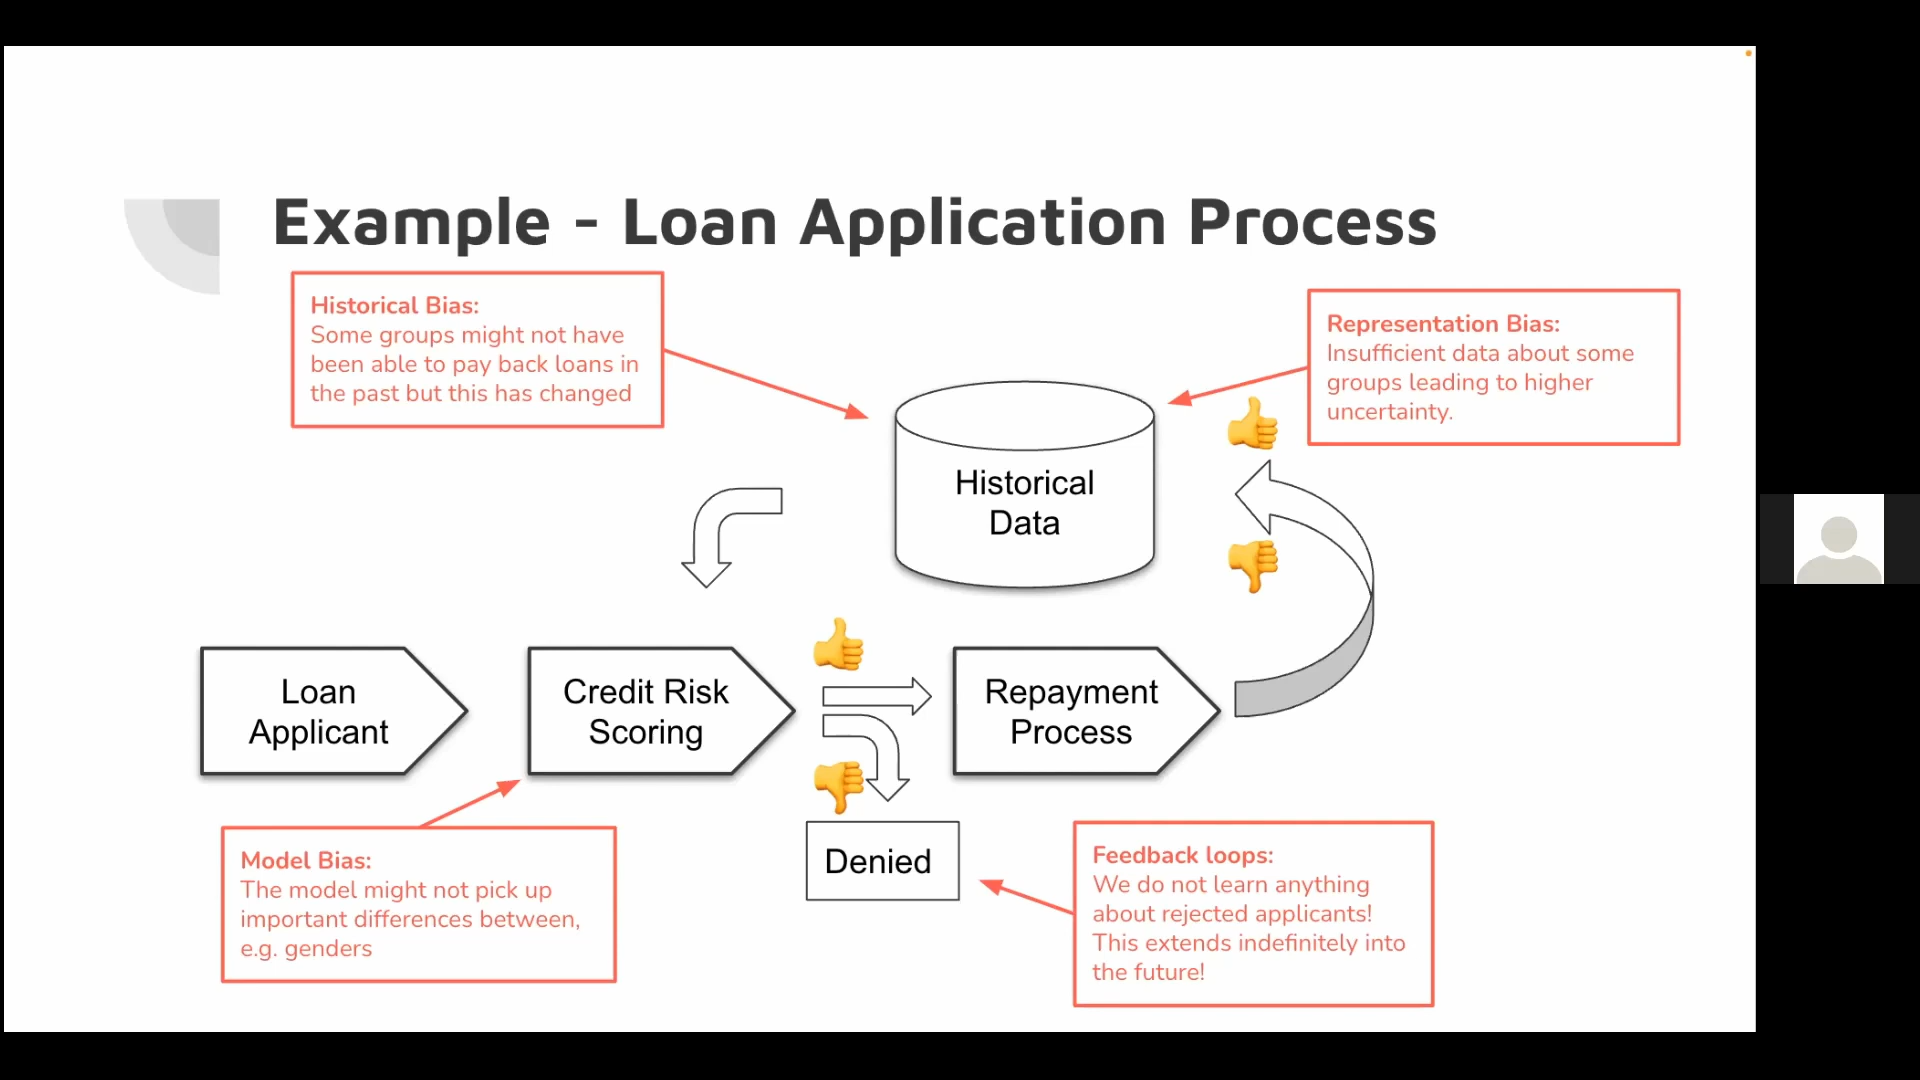 Example - Loan Application Process
Historical Bias:
Some groups might not have
been able to pay back loans in
the past but this has changed
Representation Bias:
Insufficient data about some
groups leading to higher
uncertainty.
Historical
Data
Loan
Applicant
Credit Risk
Scoring
Repayment
Process
Denied
Model Bias:
The model might not pick up
important differences between,
e.g. genders
Feedback loops:
We do not learn anything
about rejected applicants!
This extends indefinitely into
the future!